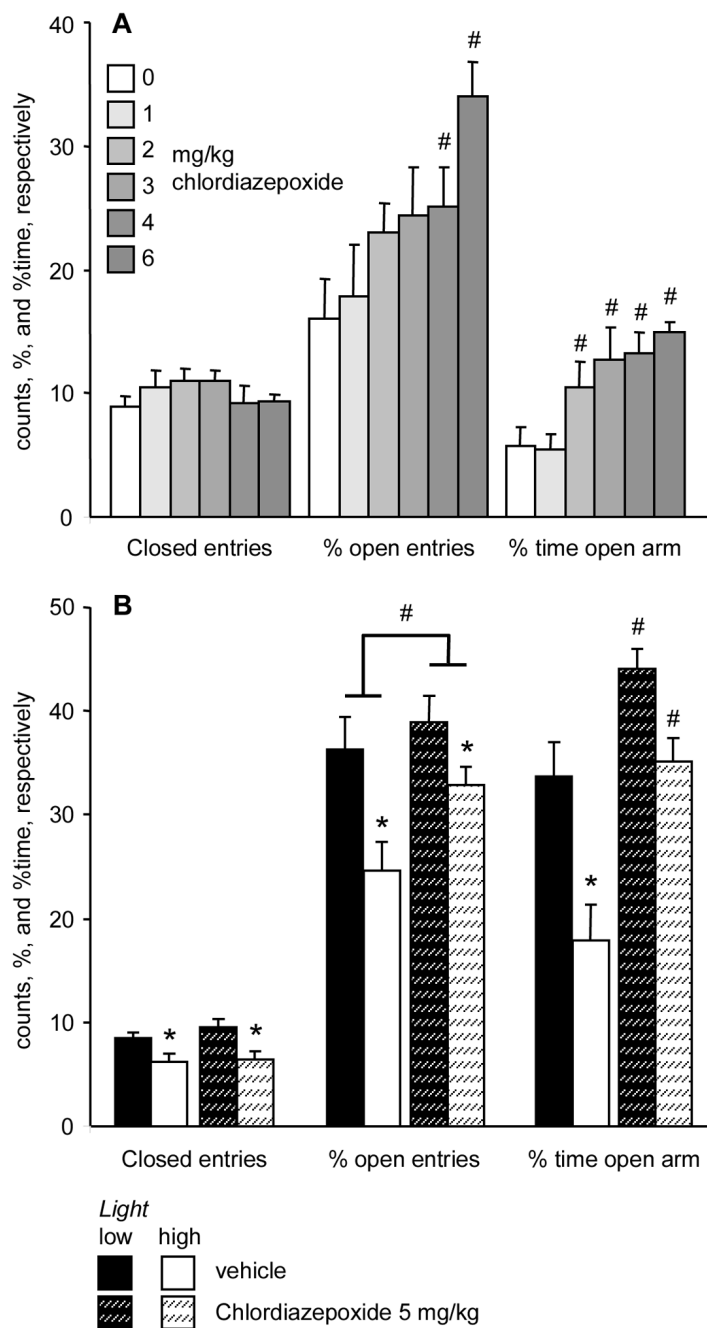 A
counts, %, and %time, respectively
40
30
20
10
0
0
1
2
3
4
6
mg/kg
chlordiazepoxide
#
#
#
#
#
#
Closed entries
% open entries
% time open arm
B
counts, %, and %time, respectively
50
40
30
20
10
0
#
#
#
*
*
*
*
*
Closed entries
% open entries
% time open arm
Light
low high
vehicle
Chlordiazepoxide 5 mg/kg